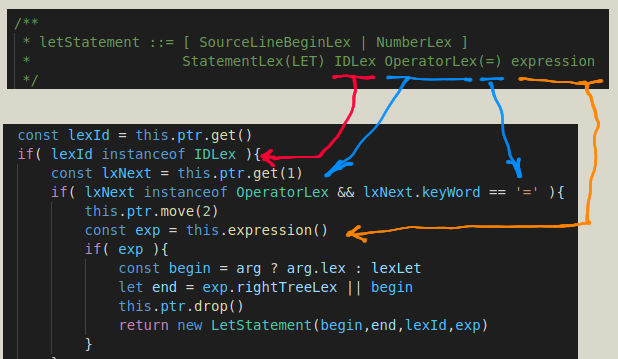 /**
* letStatement ::= [ SourceLineBeginLex | NumberLex ]
* StatementLex(LET) IDLex OperatorLex(=) expression
*/
const lexId = this.ptr.get()
if( lexId instanceof IDLex ){
const lxNext = this.ptr.get(1)
if( lxNext instanceof OperatorLex && lxNext.keyWord == '=' ){
this.ptr.move(2)
const exp = this.expression()
if( exp ){
const begin = arg ? arg.lex : lexLet
let end = exp.rightTreeLex || begin
this.ptr.drop()
return new LetStatement(begin,end,lexId,exp)
}